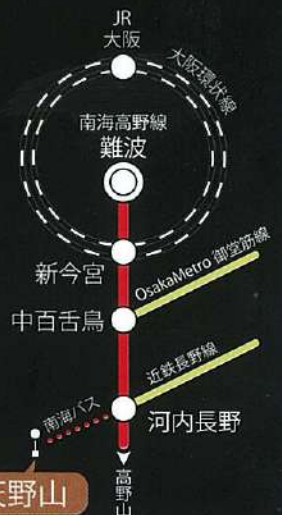 JR
大阪
大阪環状線
南海高野線
難波
新今宮
OsakaMetro 御堂筋線
中百舌鳥
近鉄長野線
南海バス
河内長野
天野山
高野山